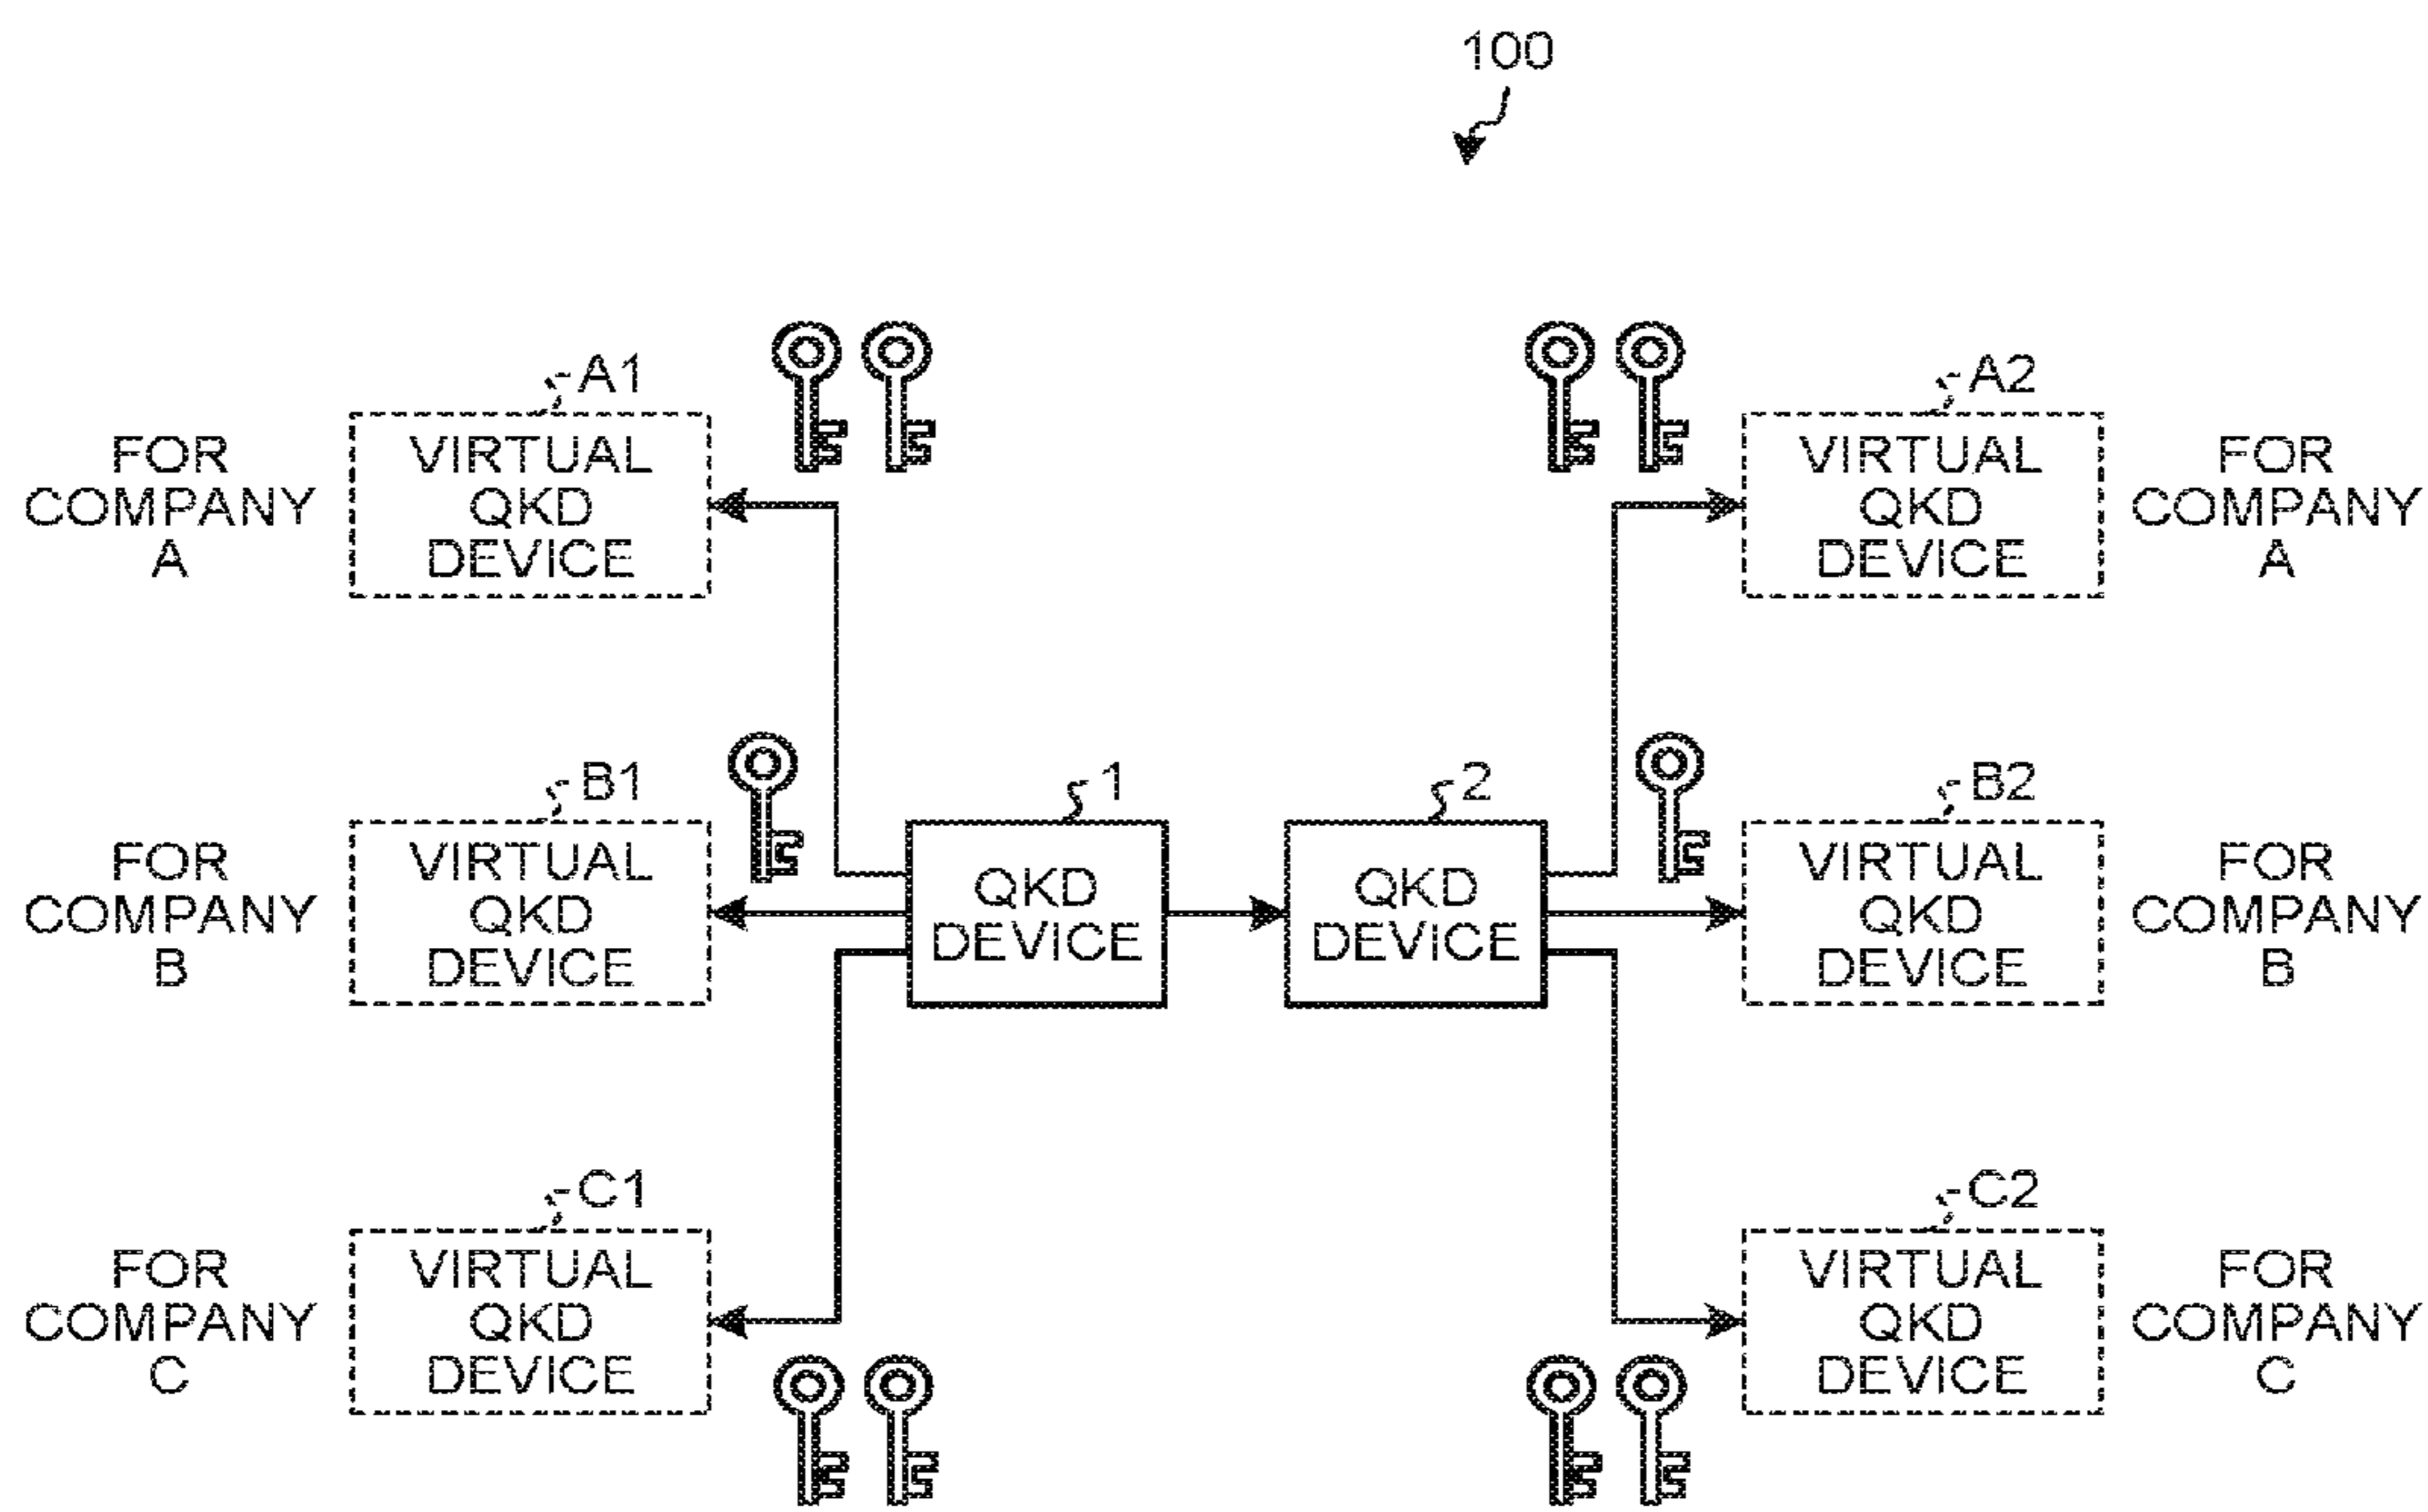 100
A1
FOR
COMPANY
A
VIRTUAL
QKD
DEVICE
A2
VIRTUAL
QKD
DEVICE
FOR
COMPANY
A
B1
FOR
COMPANY
B
VIRTUAL
QKD
DEVICE
1
QKD
DEVICE
2
QKD
DEVICE
B2
VIRTUAL
QKD
DEVICE
FOR
COMPANY
B
C1
FOR
COMPANY
C
VIRTUAL
QKD
DEVICE
C2
VIRTUAL
QKD
DEVICE
FOR
COMPANY
C